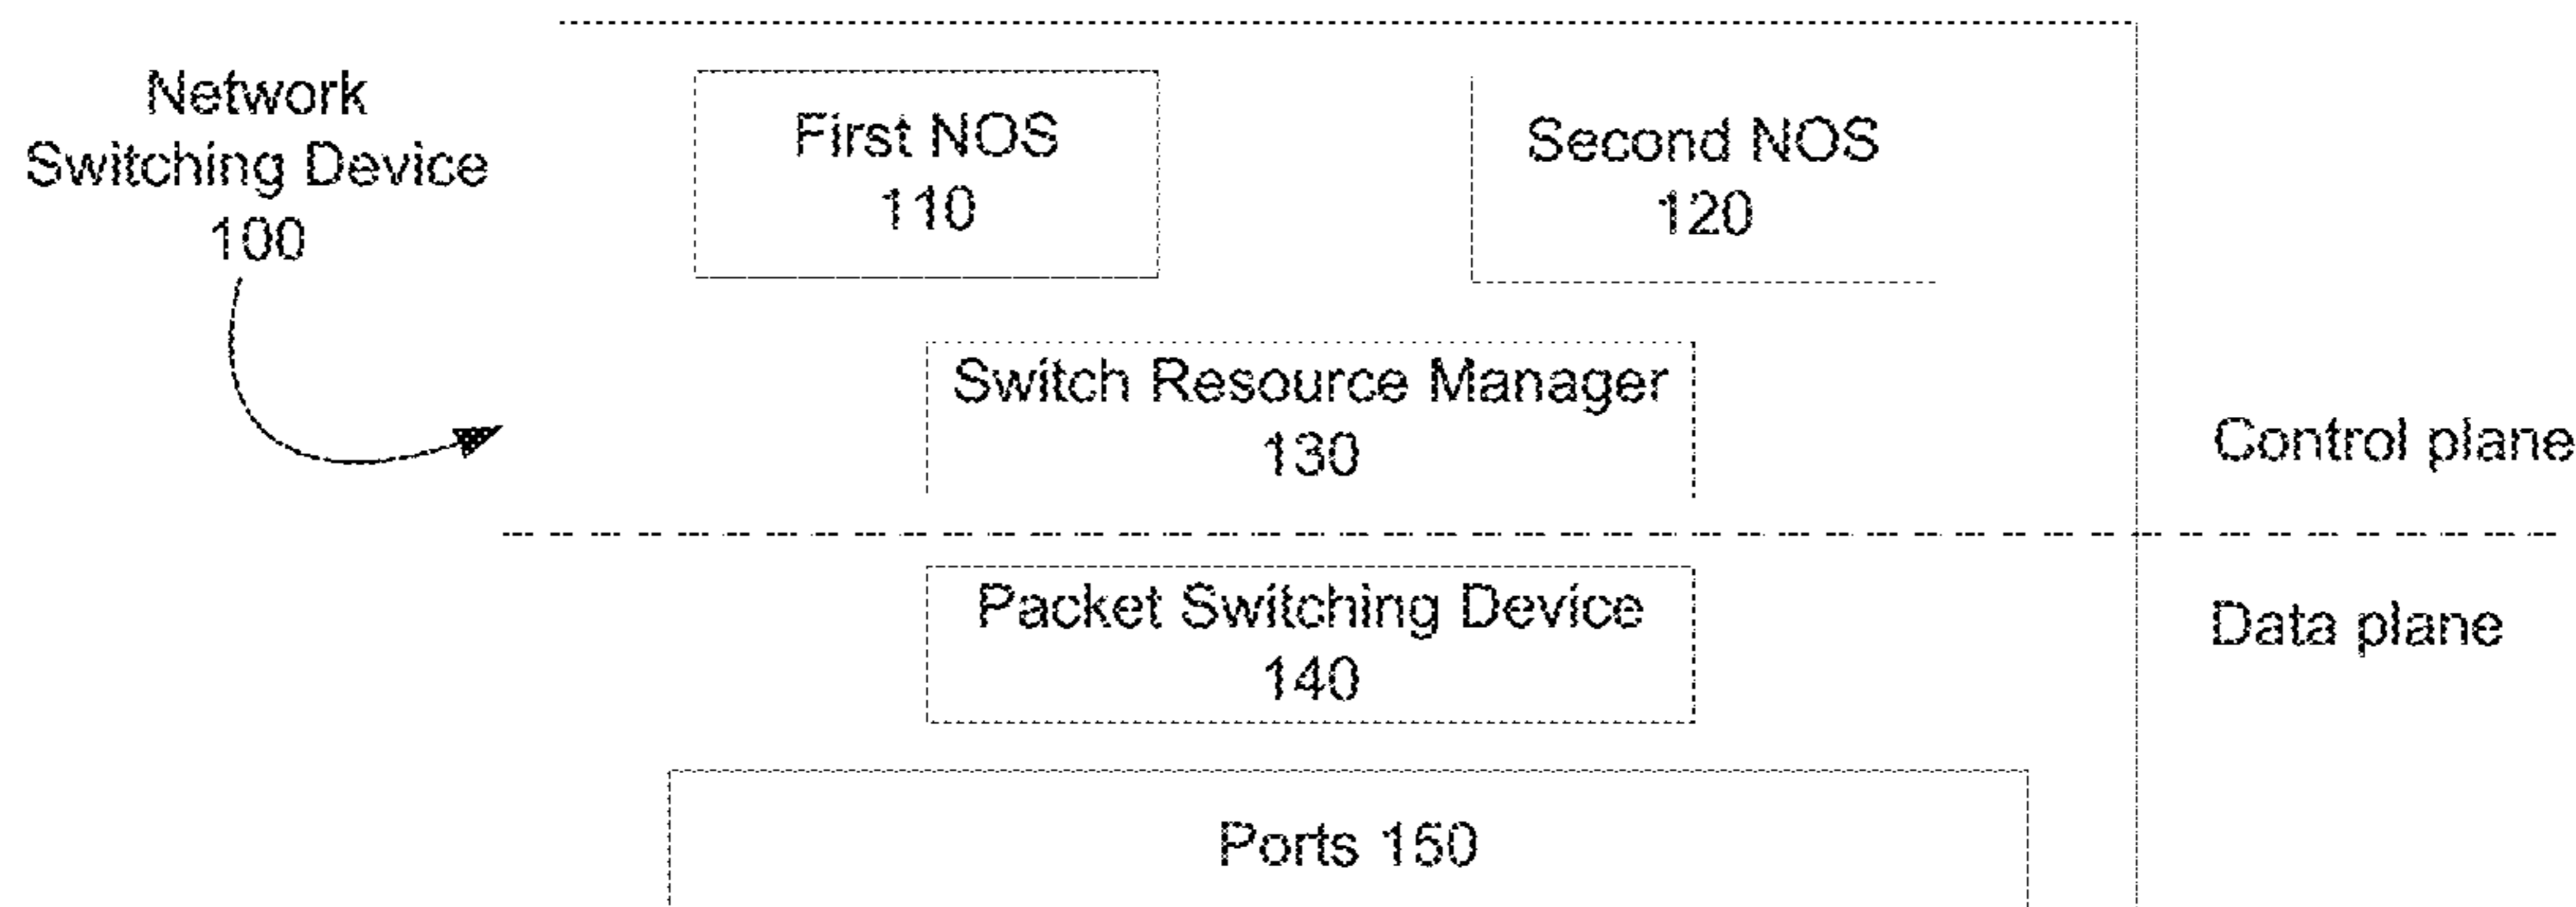 Network
Switching Device
100
First NOS
110
Second NOS
120
Switch Resource Manager
130
Control plane
Packet Switching Device
140
Data plane
Ports 150